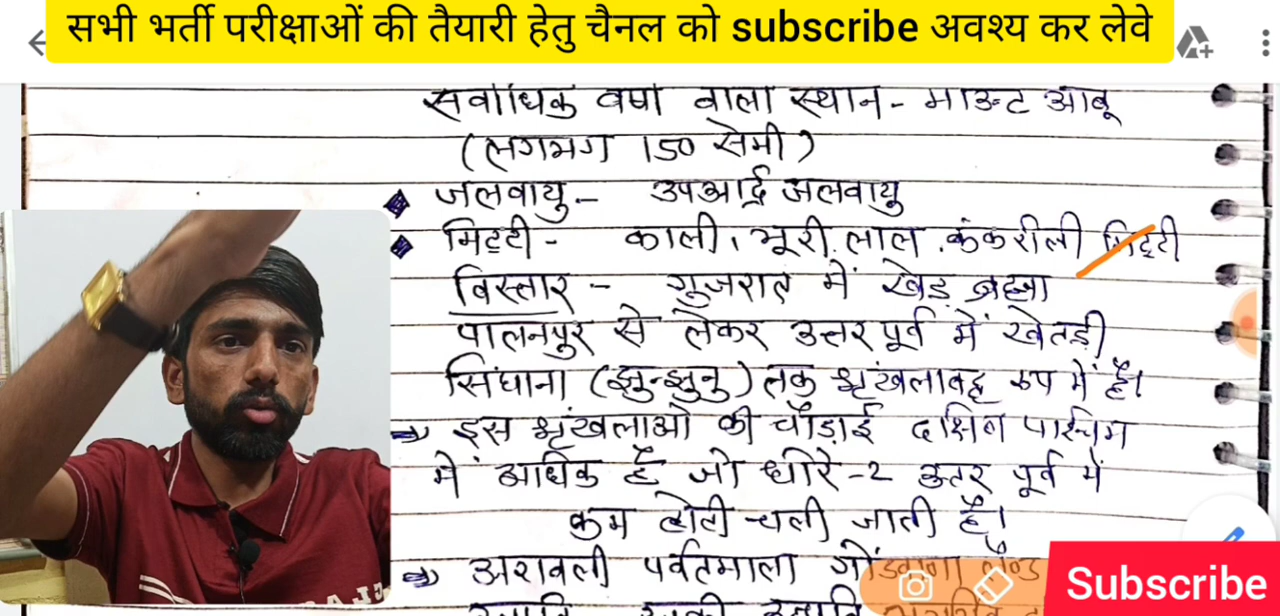 सभी भर्ती परीक्षाओं की तैयारी हेतु चैनल को subscribe अवश्य कर लेवे
सर्वाधिक वर्षा वाला स्थान - माऊन्ट आबू
(लगभग 150 सेमी)
जलवायु - उपआर्द्र जलवायु
मिट्टी - काली, भूरी, लाल, कंकरीली मिट्टी
विस्तार - गुजरात में खेड़ ब्रह्मा
पालनपुर से लेकर उत्तर पूर्व में खेतड़ी
सिंघाना (झुन्झुनु) तक श्रृंखलाबद्ध रूप में है।
इस श्रृंखलाओं की चौड़ाई दक्षिण पश्चिम
में अधिक है जो धीरे-2 उत्तर पूर्व में
कम होती चली जाती है।
अरावली पर्वतमाला गोंडवाना लैण्ड
Subscribe